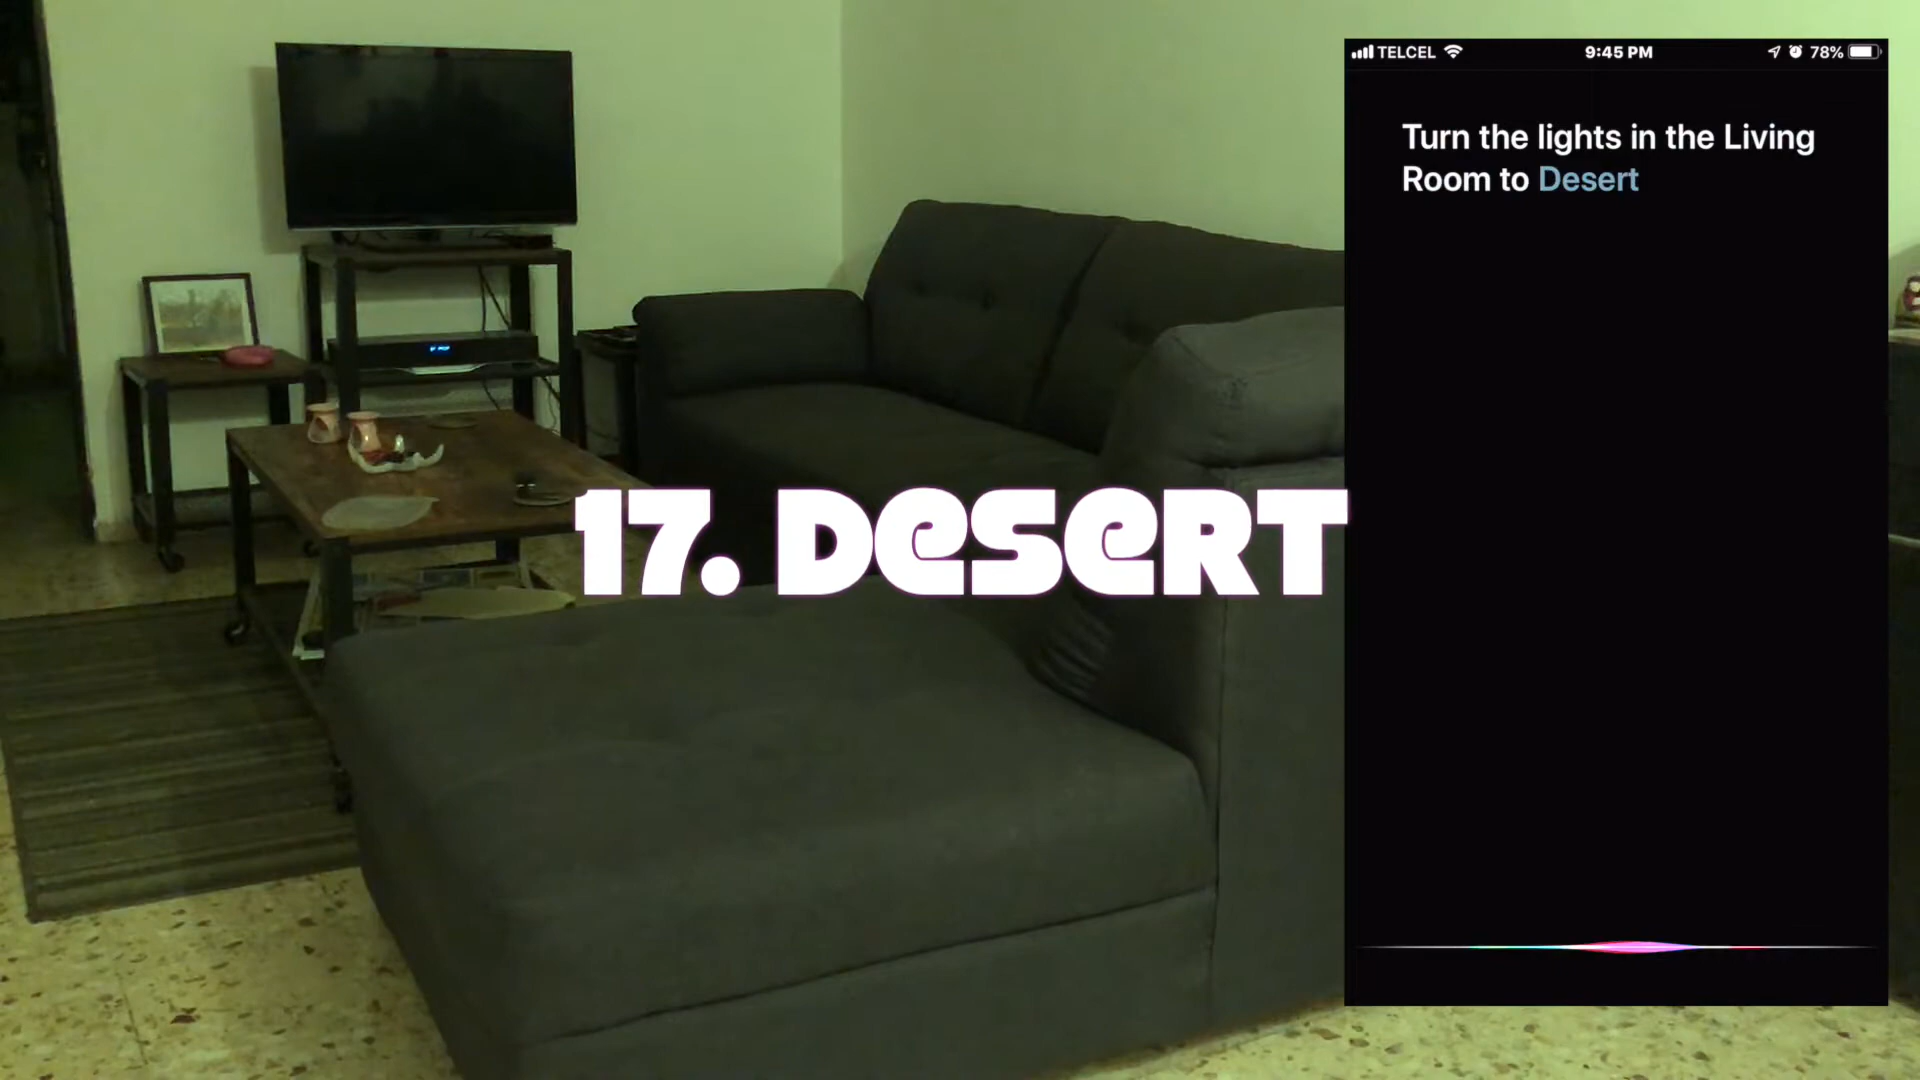 TELCEL 9:45 PM 78%
Turn the lights in the Living
Room to Desert
17. DeSeRT